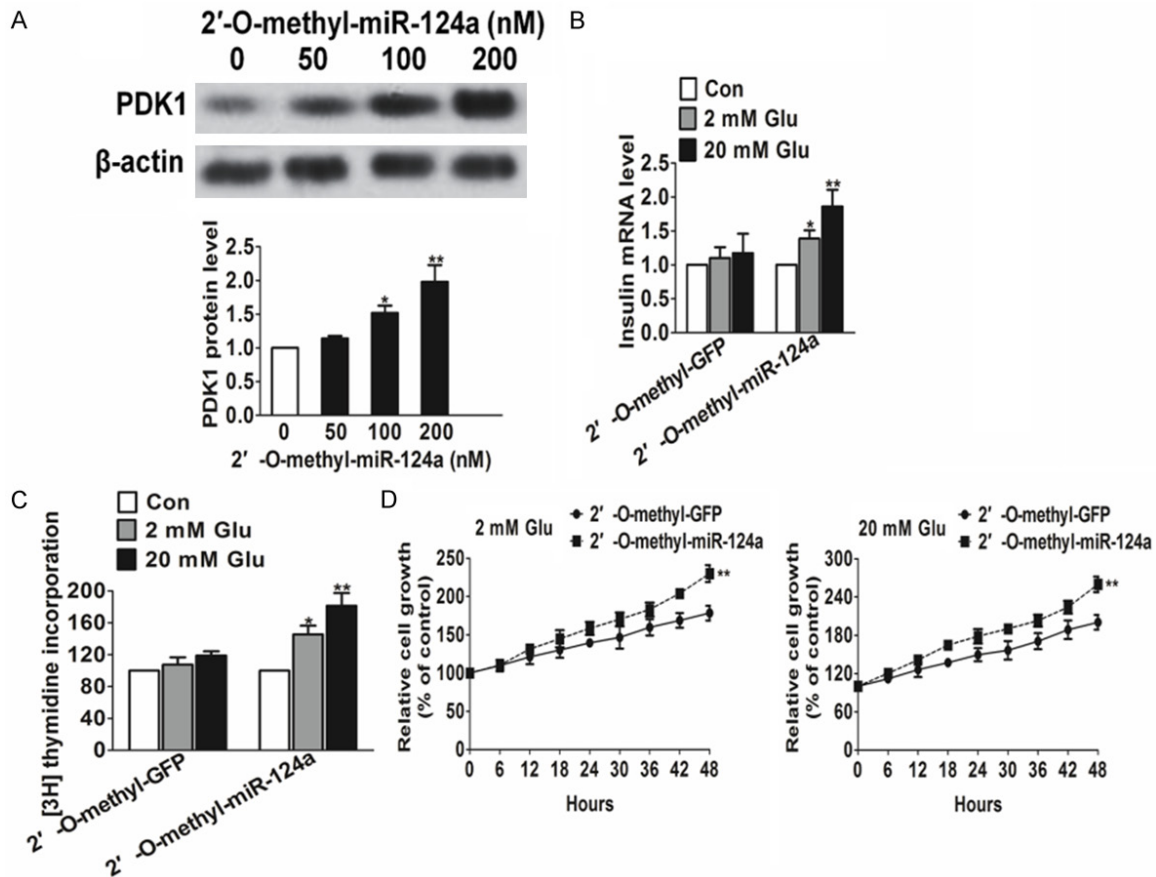 A
2′-O-methyl-miR-124a (nM)
0 50 100 200
PDK1
β-actin
PDK1 protein level
2.5
2.0
1.5
1.0
0.5
0.0
*
**
0 50 100 200
2′ -O-methyl-miR-124a (nM)
B
Con
2 mM Glu
20 mM Glu
Insulin mRNA level
2.5
2.0
1.5
1.0
0.5
0.0
*
**
2′ -O-methyl-GFP
2′ -O-methyl-miR-124a
C
Con
2 mM Glu
20 mM Glu
[3H] thymidine incorporation
200
160
120
80
40
0
*
**
2′ -O-methyl-GFP
2′ -O-methyl-miR-124a
D
2 mM Glu
2′ -O-methyl-GFP
2′ -O-methyl-miR-124a
Relative cell growth
(% of control)
250
200
150
100
50
0
**
0 6 12 18 24 30 36 42 48
Hours
20 mM Glu
2′ -O-methyl-GFP
2′ -O-methyl-miR-124a
Relative cell growth
(% of control)
300
240
180
120
60
0
**
0 6 12 18 24 30 36 42 48
Hours